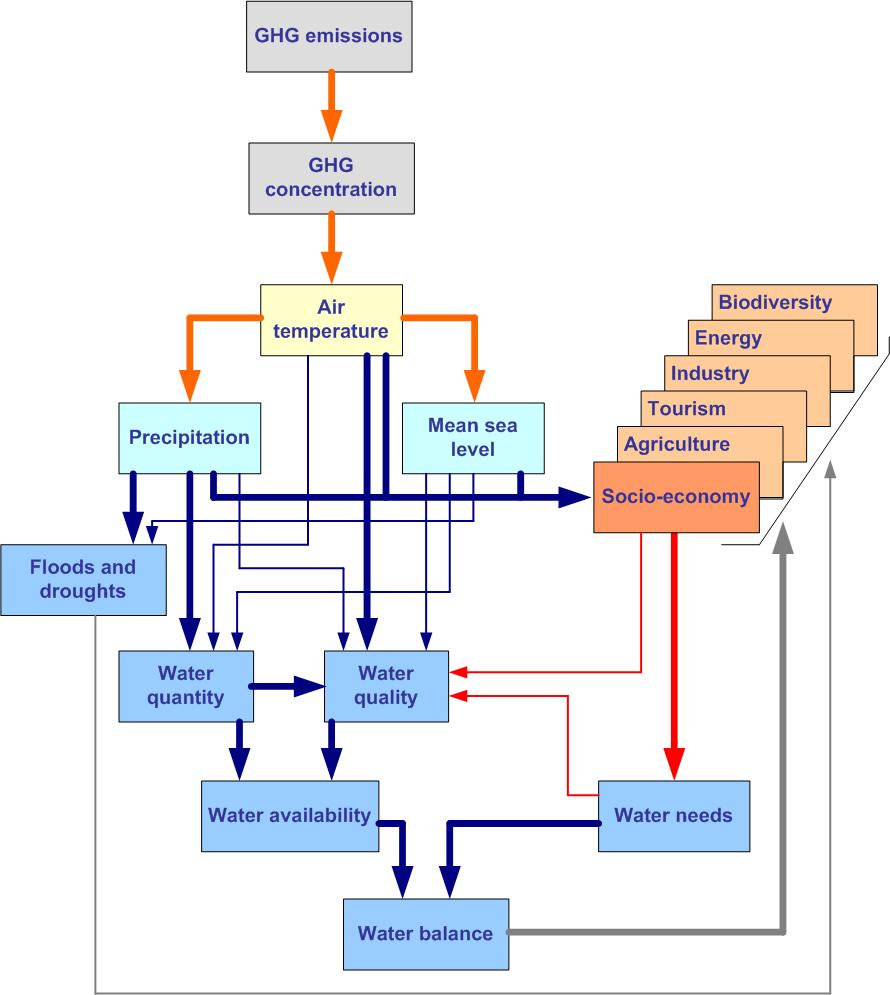 GHG emissions
GHG
concentration
Air
temperature
Biodiversity
Energy
Industry
Tourism
Agriculture
Socio-economy
Precipitation
Mean sea
level
Floods and
droughts
Water
quantity
Water
quality
Water availability
Water needs
Water balance